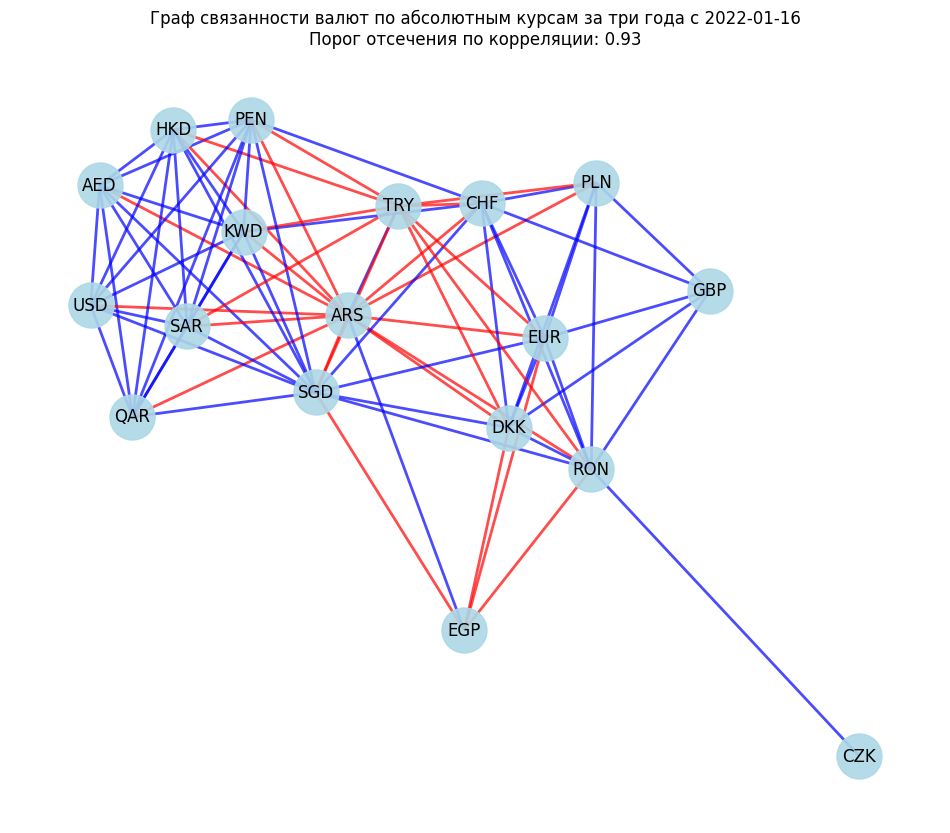 Граф связанности валют по абсолютным курсам за три года с 2022-01-16
Порог отсечения по корреляции: 0.93
PEN
HKD
AED
PLN
CHF
TRY
KWD
GBP
USD
ARS
SAR
EUR
SGD
QAR
DKK
RON
EGP
CZK